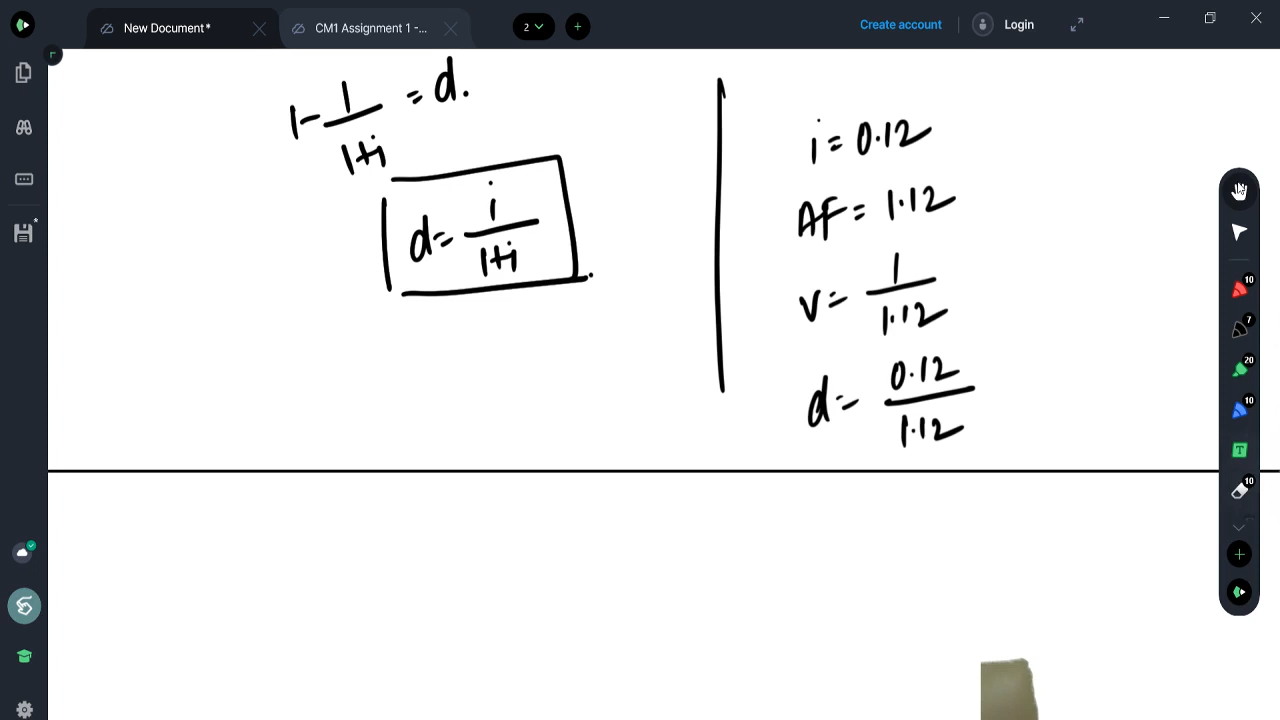 New Document*
CM1 Assignment 1 -...
2
Create account
Login
1 - 1/(1+i) = d.
d = i/(1+i)
i = 0.12
AF = 1.12
v = 1/1.12
d = 0.12/1.12
10
7
20
10
T
10